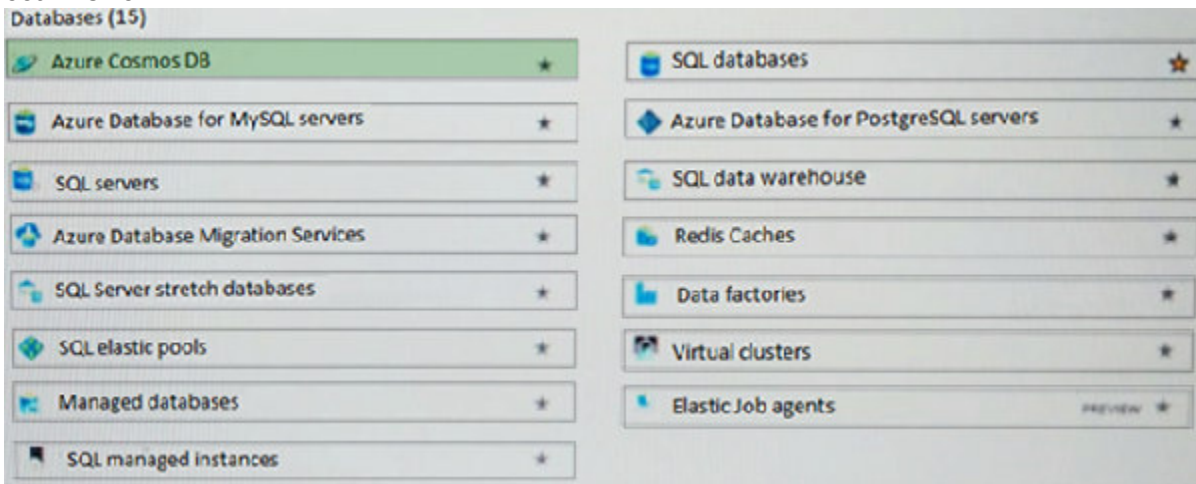 Databases (15)
Azure Cosmos DB
SQL databases
Azure Database for MySQL servers
Azure Database for PostgreSQL servers
SQL servers
SQL data warehouse
Azure Database Migration Services
Redis Caches
SQL Server stretch databases
Data factories
SQL elastic pools
Virtual clusters
Managed databases
Elastic Job agents PREVIEW
SQL managed instances